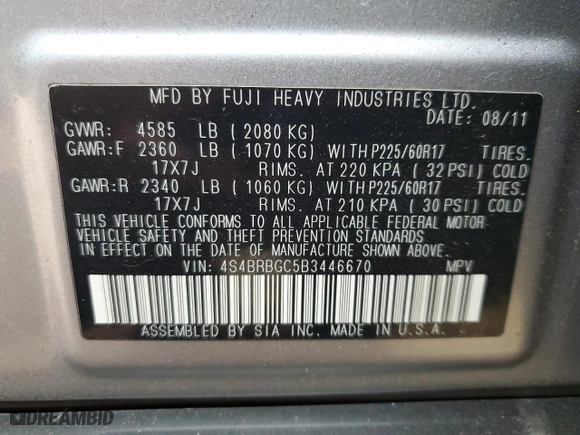 MFD BY FUJI HEAVY INDUSTRIES LTD.
DATE: 08/11
GVWR: 4585 LB ( 2080 KG)
GAWR:F 2360 LB ( 1070 KG) WITH P225/60R17 TIRES.
17X7J RIMS. AT 220 KPA ( 32 PSI) COLD
GAWR:R 2340 LB ( 1060 KG) WITH P225/60R17 TIRES.
17X7J RIMS. AT 210 KPA ( 30 PSI) COLD
THIS VEHICLE CONFORMS TO ALL APPLICABLE FEDERAL MOTOR
VEHICLE SAFETY AND THEFT PREVENTION STANDARDS
IN EFFECT ON THE DATE OF MANUFACTURE SHOWN ABOVE.
VIN: 4S4BRBGC5B3446670 MPV
ASSEMBLED BY SIA INC. MADE IN U.S.A.
DREAMBID